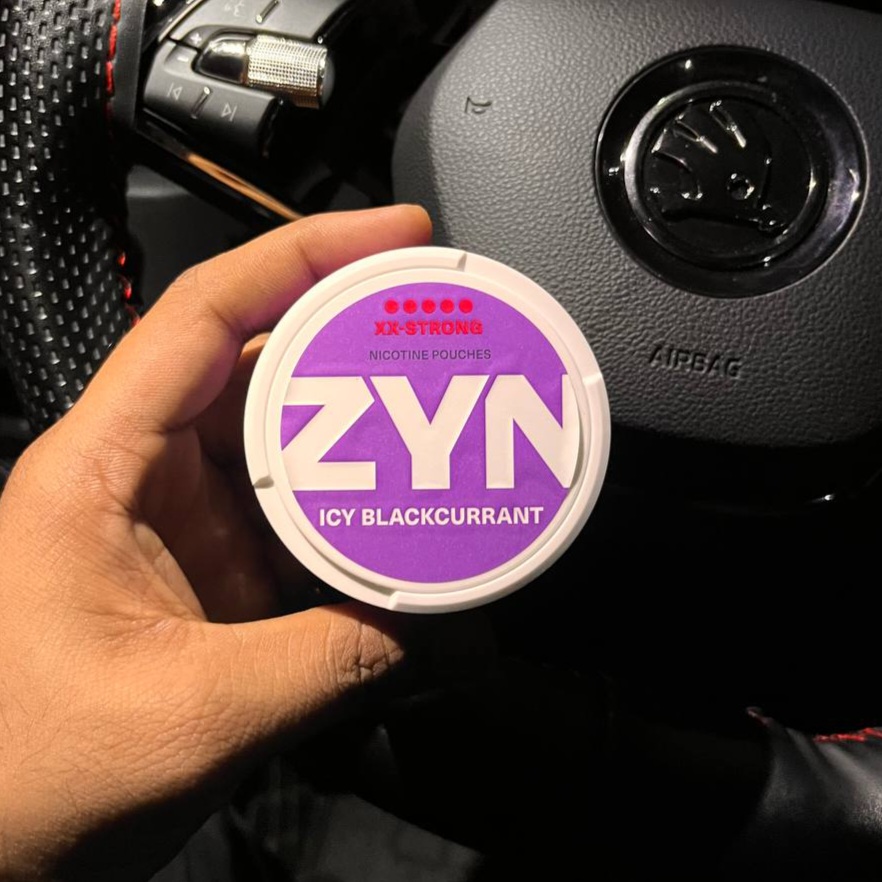 XX-STRONG
NICOTINE POUCHES
ZYN
ICY BLACKCURRANT
AIRBAG